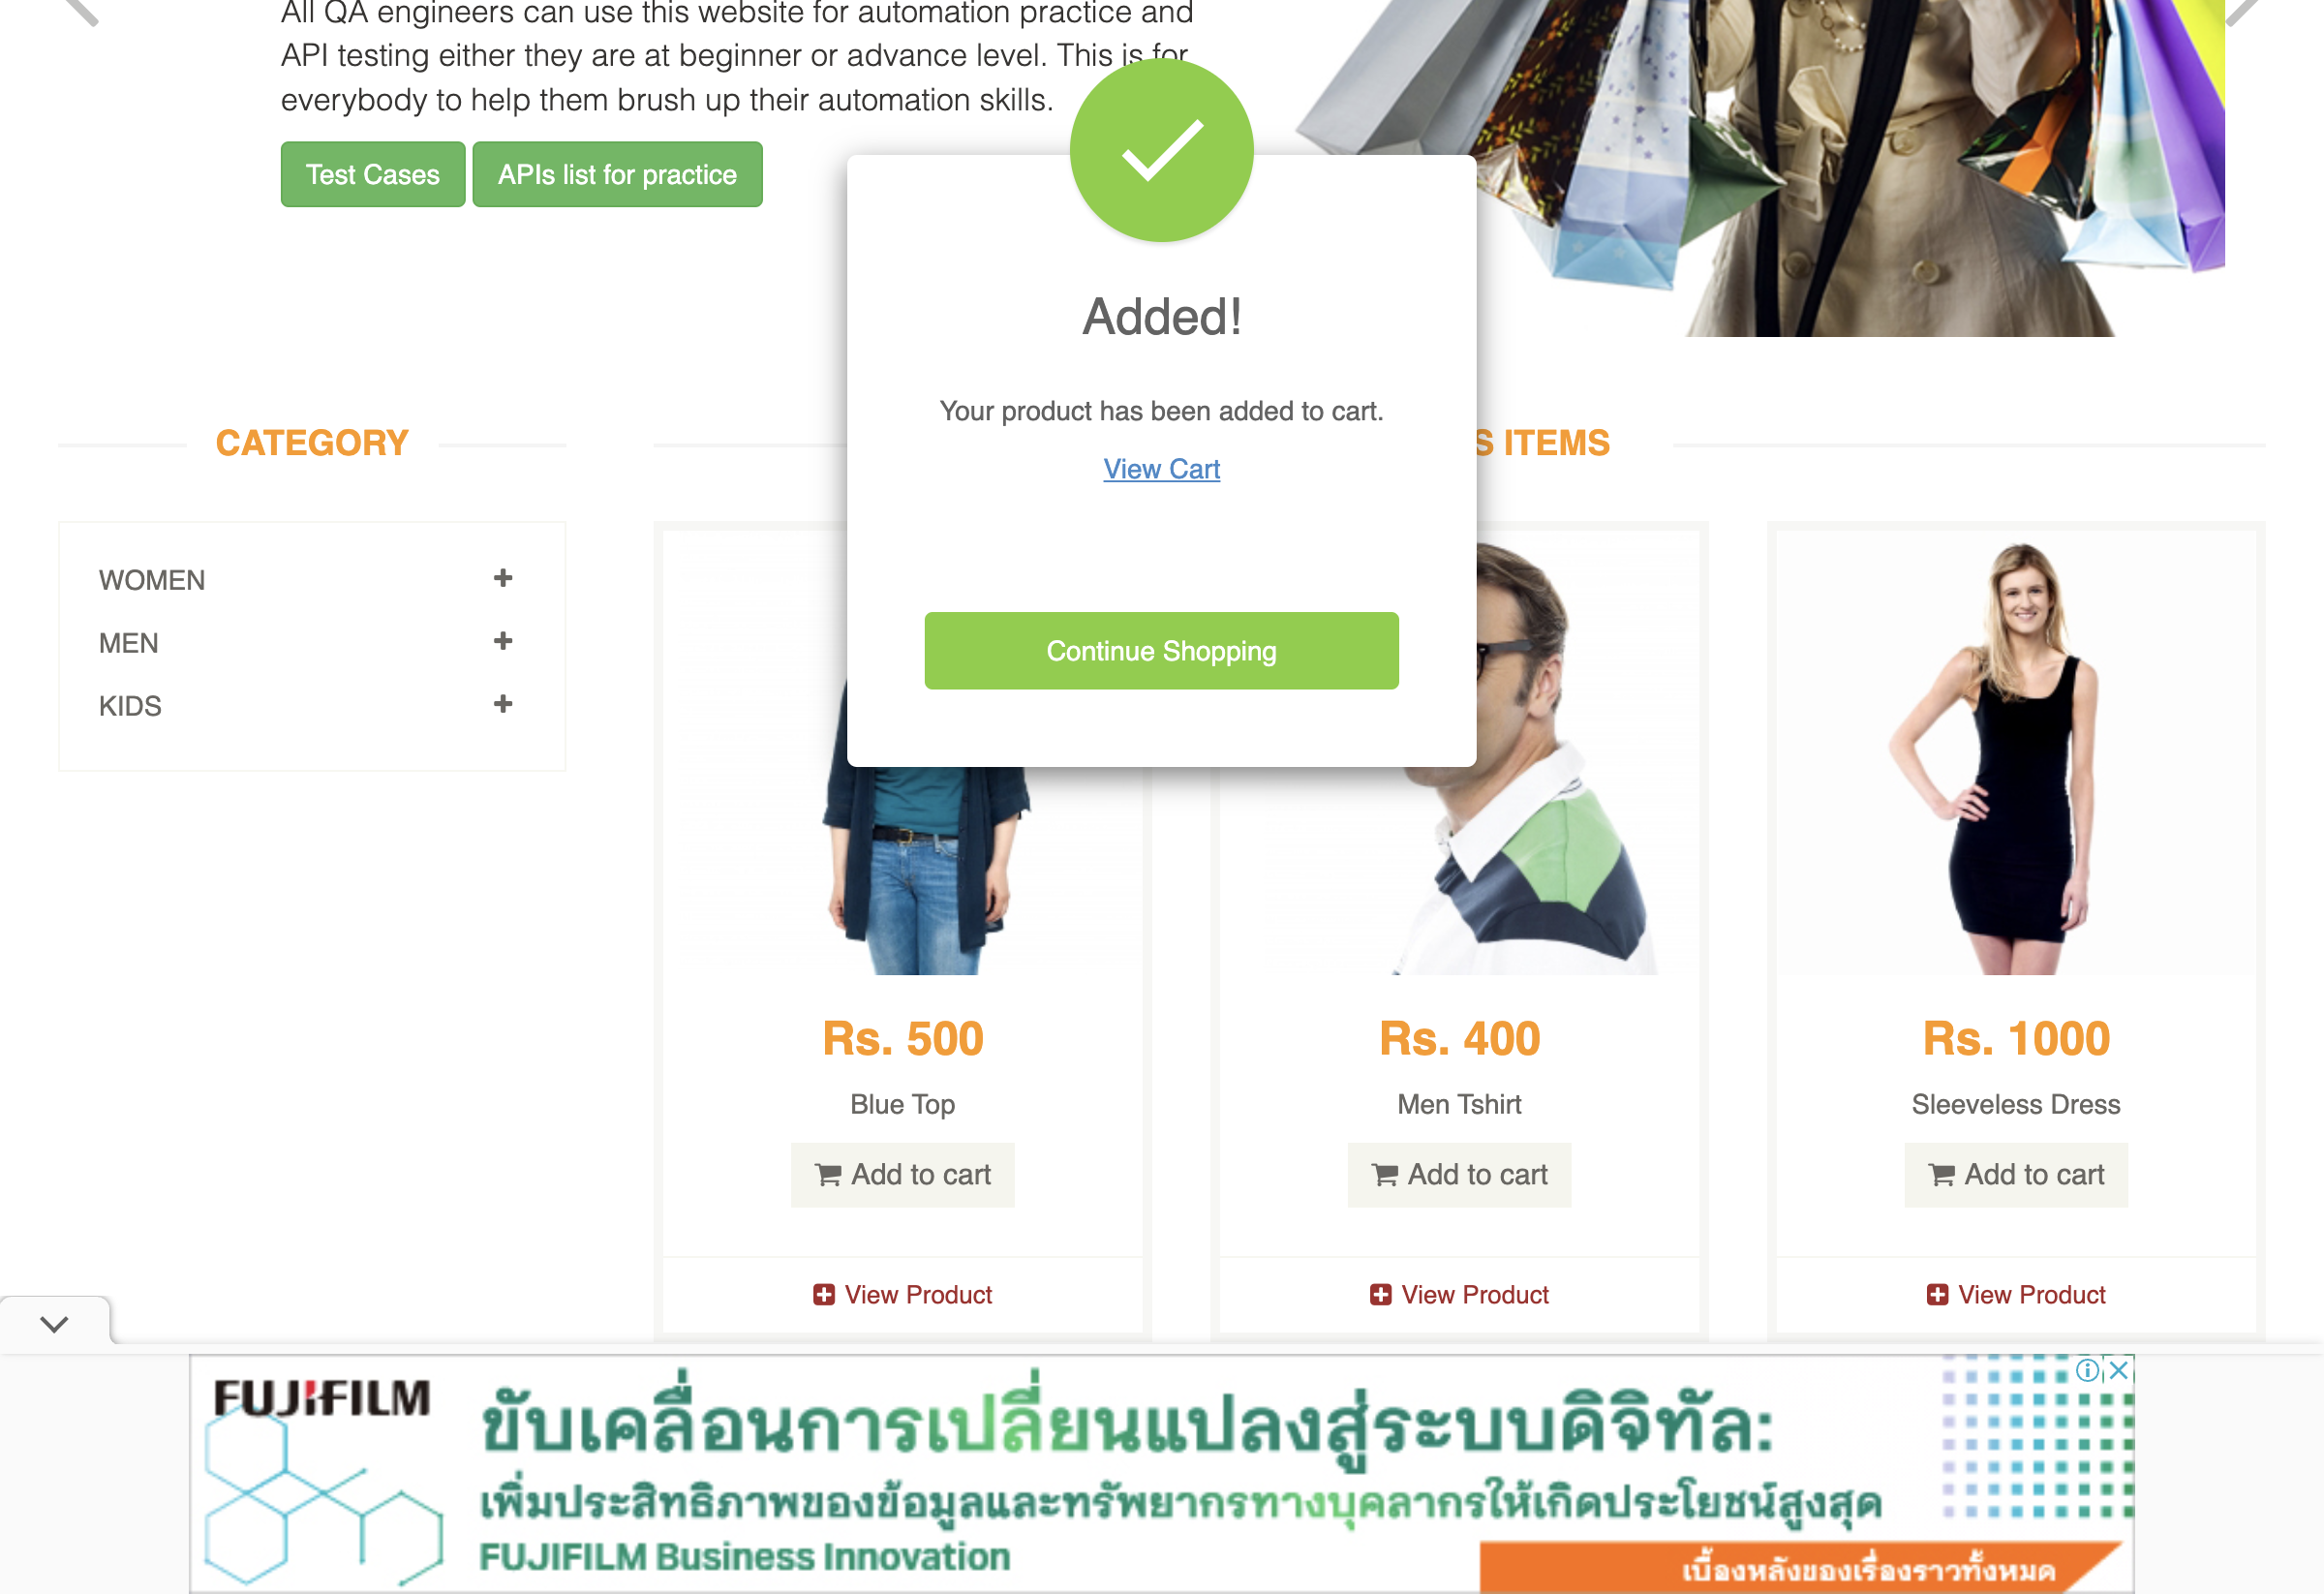 All QA engineers can use this website for automation practice and
API testing either they are at beginner or advance level. This is for
everybody to help them brush up their automation skills.
Test Cases
APIs list for practice
Added!
Your product has been added to cart.
View Cart
Continue Shopping
CATEGORY
WOMEN
MEN
KIDS
S ITEMS
Rs. 500
Blue Top
Add to cart
View Product
Rs. 400
Men Tshirt
Add to cart
View Product
Rs. 1000
Sleeveless Dress
Add to cart
View Product
FUJIFILM
ขับเคลื่อนการเปลี่ยนแปลงสู่ระบบดิจิทัล:
เพิ่มประสิทธิภาพของข้อมูลและทรัพยากรทางบุคลากรให้เกิดประโยชน์สูงสุด
FUJIFILM Business Innovation
เบื้องหลังของเรื่องราวทั้งหมด